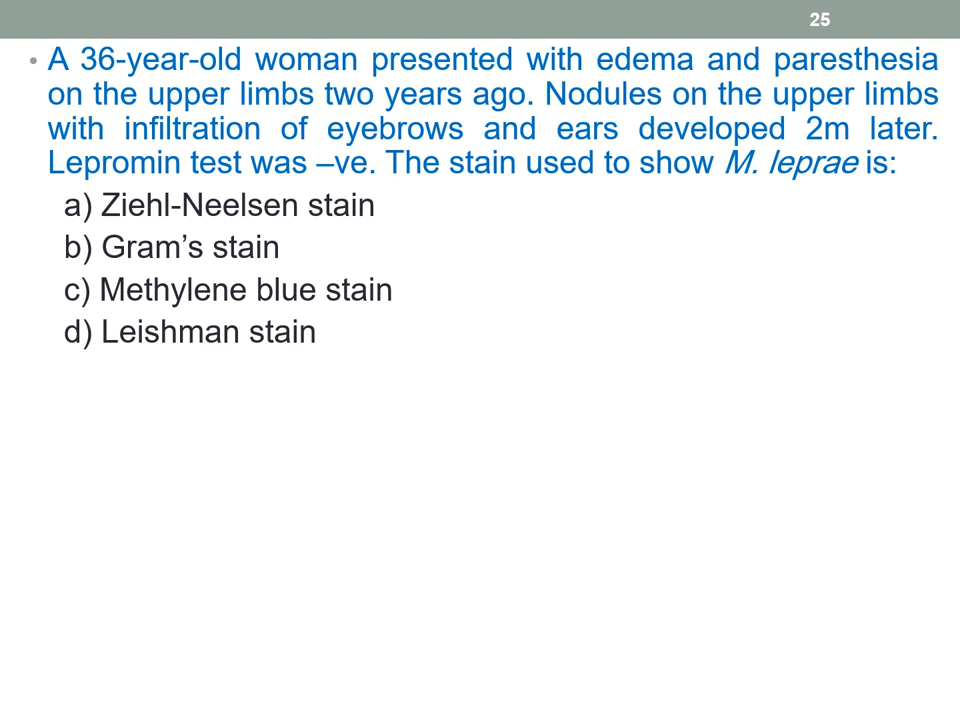 25
• A 36-year-old woman presented with edema and paresthesia
on the upper limbs two years ago. Nodules on the upper limbs
with infiltration of eyebrows and ears developed 2m later.
Lepromin test was –ve. The stain used to show M. leprae is:
a) Ziehl-Neelsen stain
b) Gram’s stain
c) Methylene blue stain
d) Leishman stain